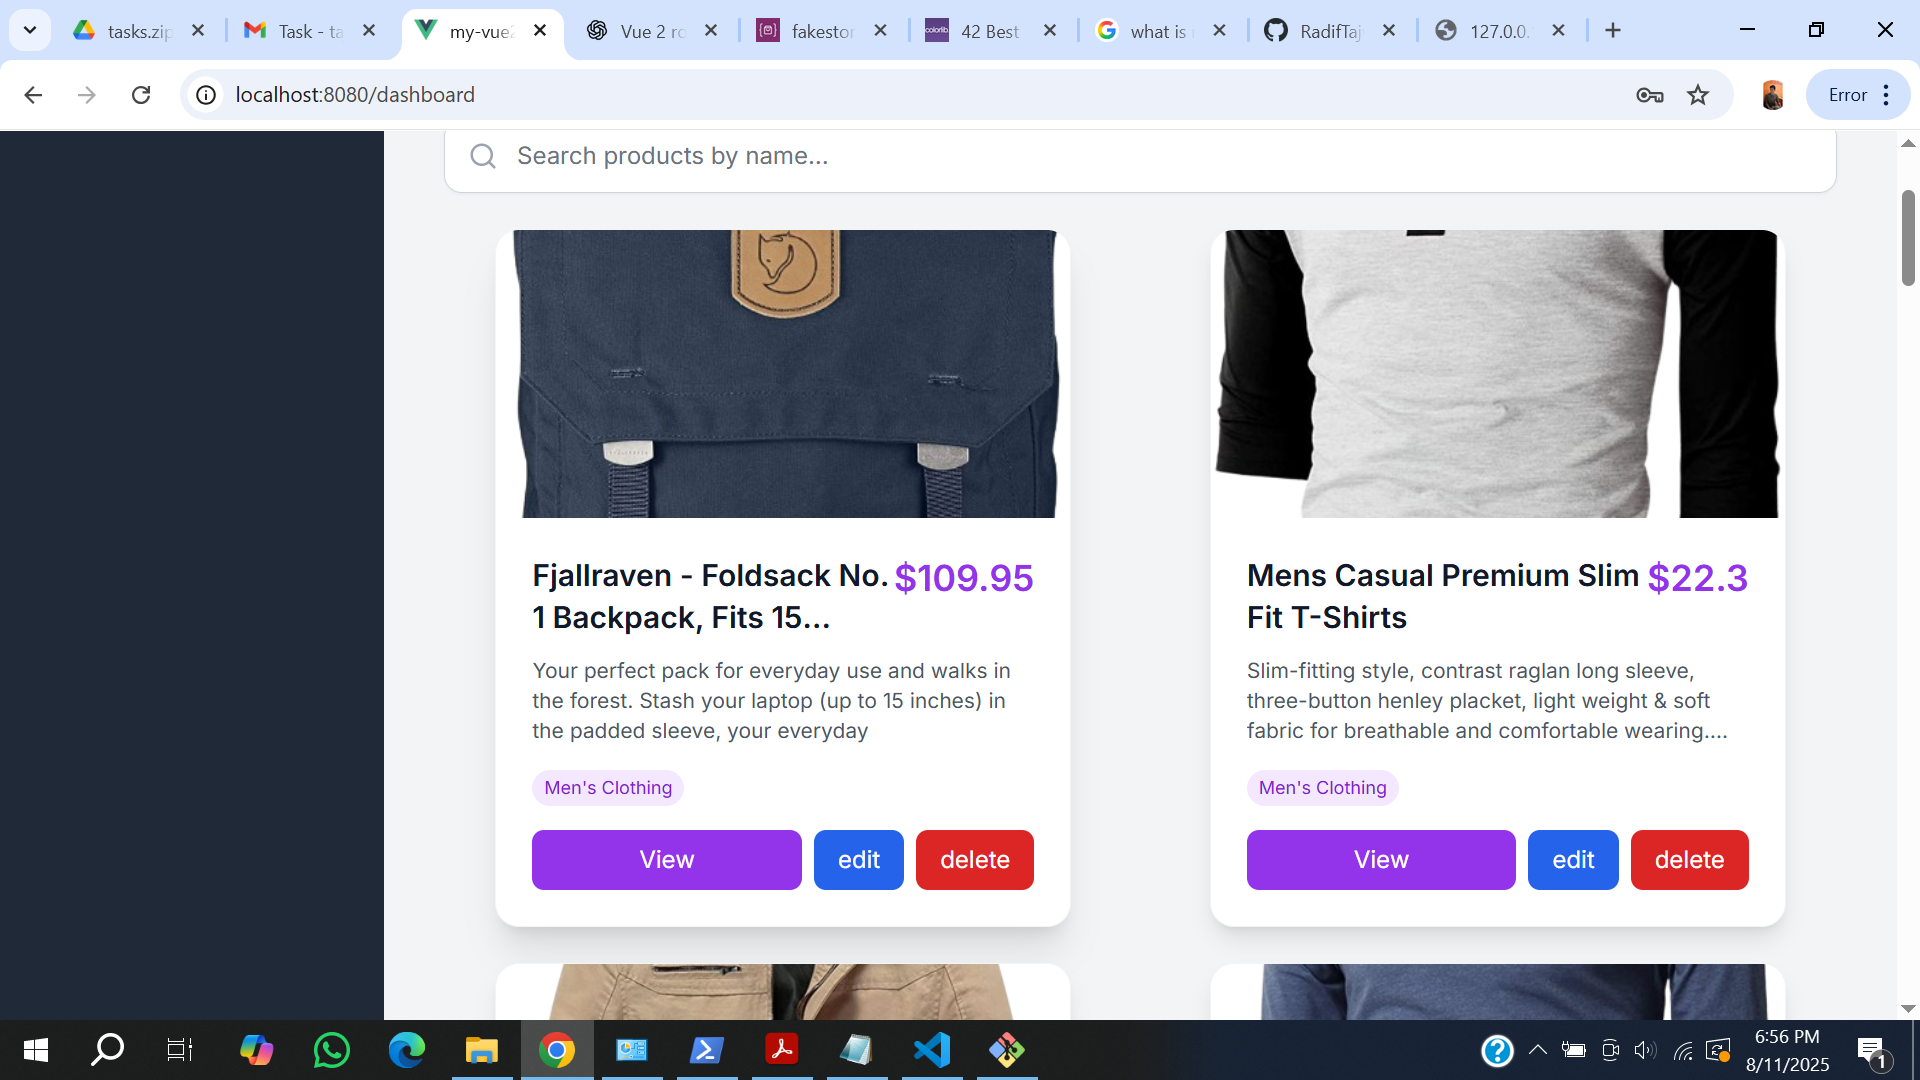 tasks.zip
Task - ta
my-vue2
Vue 2 ro
fakestor
42 Best
what is r
RadifTaj
127.0.0.
localhost:8080/dashboard
Error
Search products by name...
Fjallraven - Foldsack No. $109.95
1 Backpack, Fits 15...
Your perfect pack for everyday use and walks in
the forest. Stash your laptop (up to 15 inches) in
the padded sleeve, your everyday
Men's Clothing
View
edit
delete
Mens Casual Premium Slim $22.3
Fit T-Shirts
Slim-fitting style, contrast raglan long sleeve,
three-button henley placket, light weight & soft
fabric for breathable and comfortable wearing....
Men's Clothing
View
edit
delete
6:56 PM
8/11/2025
1